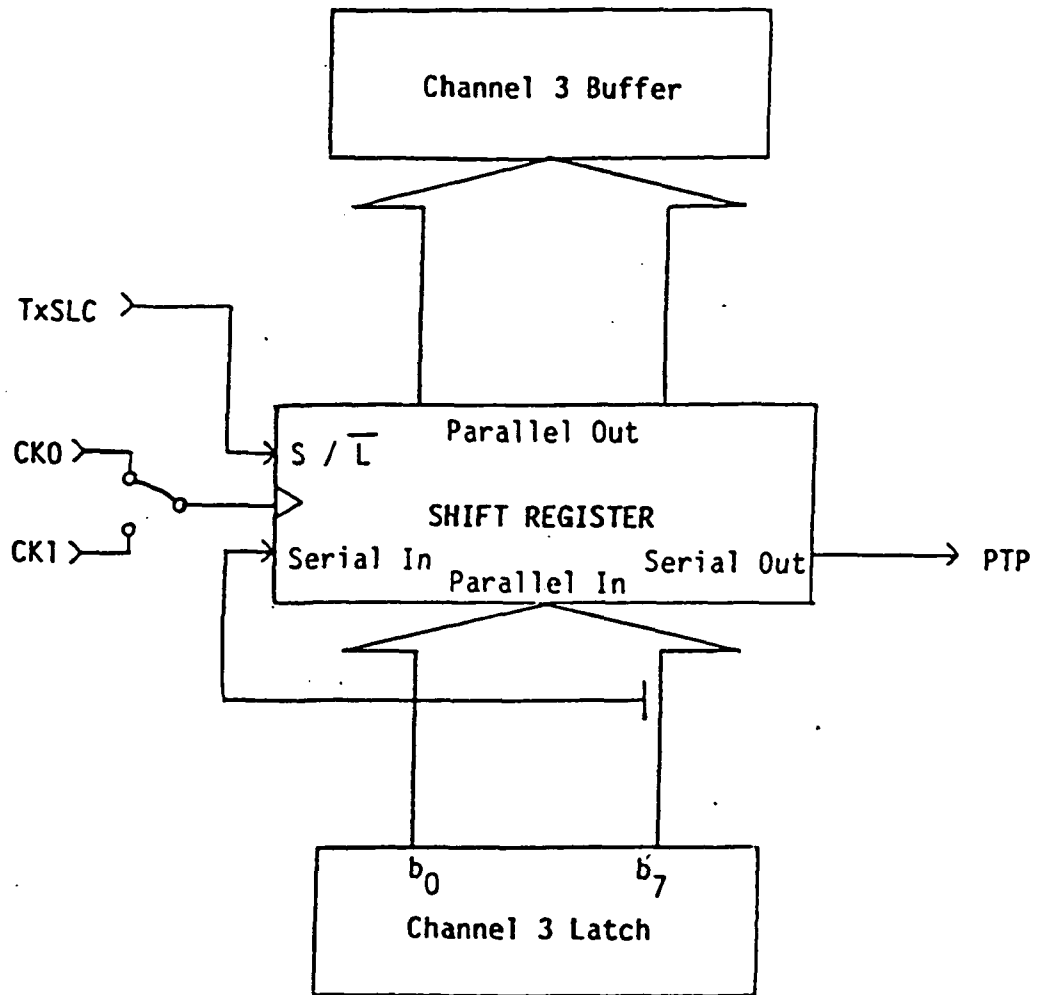 Channel 3 Buffer
TxSLC
Parallel Out
S / L̅
CK0
SHIFT REGISTER
CK1
Serial In
Serial Out
PTP
Parallel In
b0
b7
Channel 3 Latch